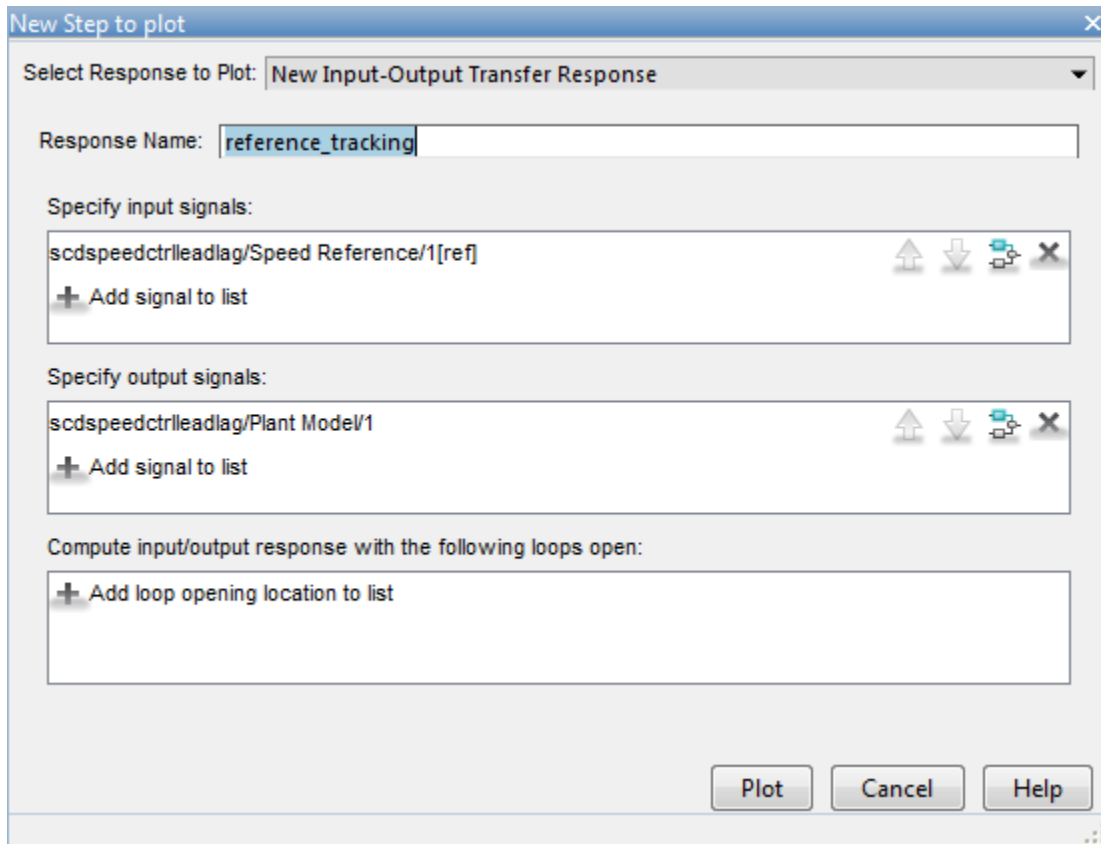 New Step to plot
Select Response to Plot: New Input-Output Transfer Response
Response Name: reference_tracking
Specify input signals:
scdspeedctrlleadlag/Speed Reference/1[ref]
Add signal to list
Specify output signals:
scdspeedctrlleadlag/Plant Model/1
Add signal to list
Compute input/output response with the following loops open:
Add loop opening location to list
Plot Cancel Help